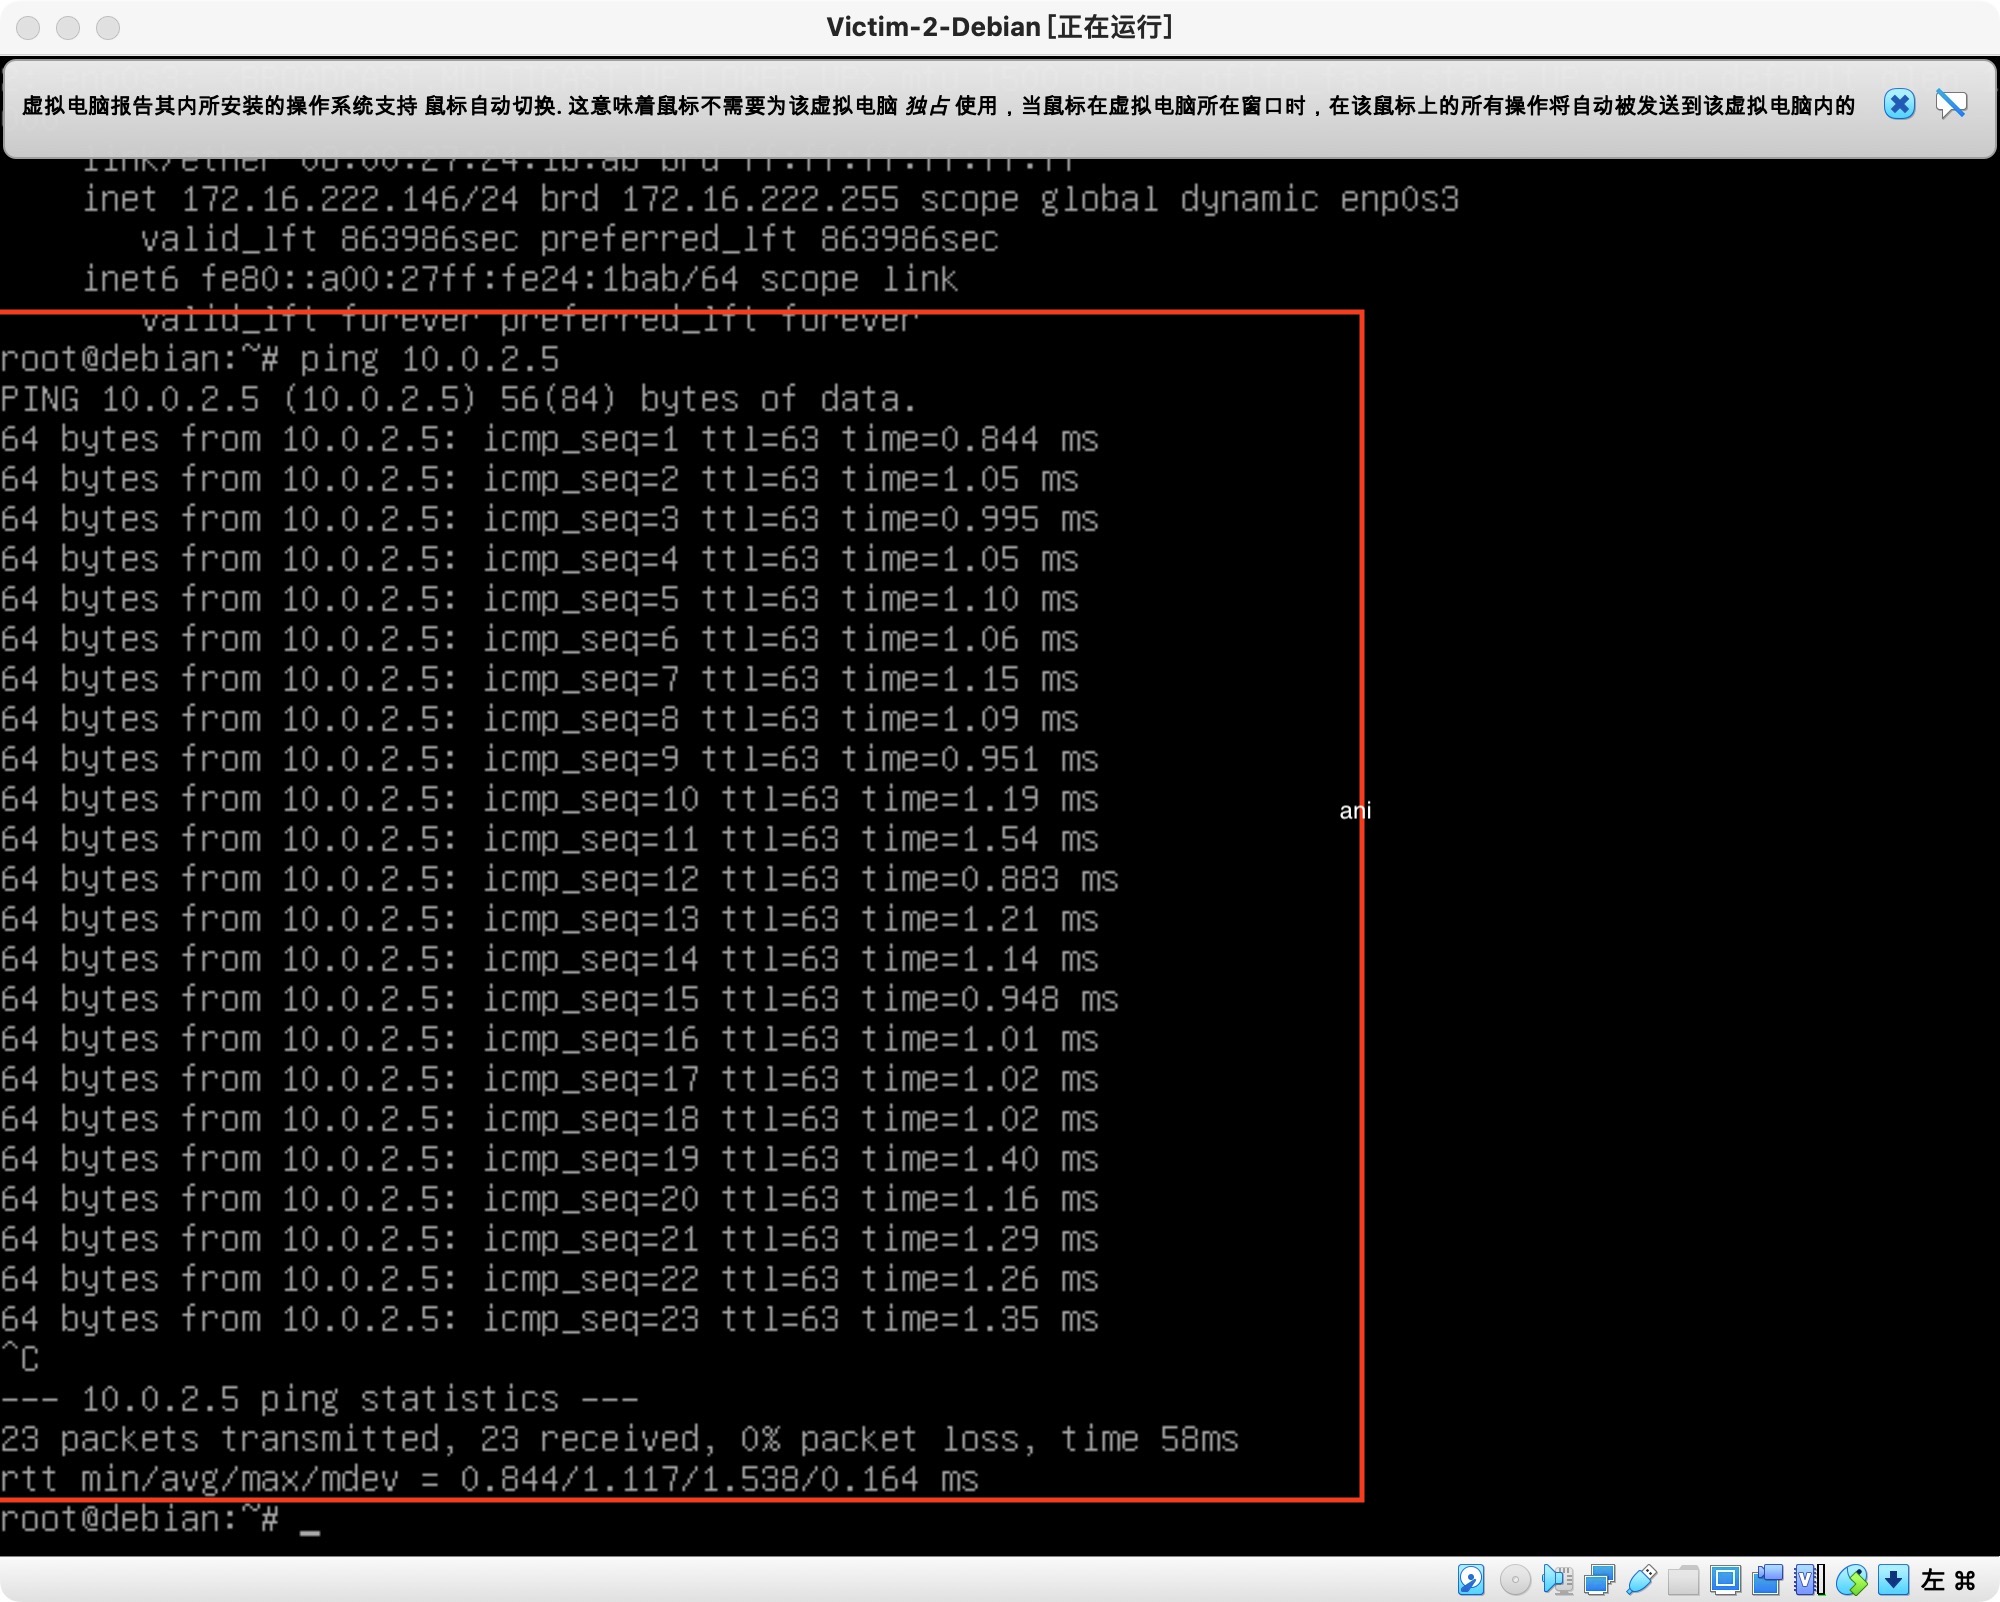 Victim-2-Debian [正在运行]
虚拟电脑报告其内所安装的操作系统支持 鼠标自动切换. 这意味着鼠标不需要为该虚拟电脑 独占 使用，当鼠标在虚拟电脑所在窗口时，在该鼠标上的所有操作将自动被发送到该虚拟电脑内的
link/ether 08:00:27:24:1b:ab brd ff:ff:ff:ff:ff:ff
inet 172.16.222.146/24 brd 172.16.222.255 scope global dynamic enp0s3
valid_lft 863986sec preferred_lft 863986sec
inet6 fe80::a00:27ff:fe24:1bab/64 scope link
valid_lft forever preferred_lft forever
root@debian:~# ping 10.0.2.5
PING 10.0.2.5 (10.0.2.5) 56(84) bytes of data.
64 bytes from 10.0.2.5: icmp_seq=1 ttl=63 time=0.844 ms
64 bytes from 10.0.2.5: icmp_seq=2 ttl=63 time=1.05 ms
64 bytes from 10.0.2.5: icmp_seq=3 ttl=63 time=0.995 ms
64 bytes from 10.0.2.5: icmp_seq=4 ttl=63 time=1.05 ms
64 bytes from 10.0.2.5: icmp_seq=5 ttl=63 time=1.10 ms
64 bytes from 10.0.2.5: icmp_seq=6 ttl=63 time=1.06 ms
64 bytes from 10.0.2.5: icmp_seq=7 ttl=63 time=1.15 ms
64 bytes from 10.0.2.5: icmp_seq=8 ttl=63 time=1.09 ms
64 bytes from 10.0.2.5: icmp_seq=9 ttl=63 time=0.951 ms
64 bytes from 10.0.2.5: icmp_seq=10 ttl=63 time=1.19 ms
ani
64 bytes from 10.0.2.5: icmp_seq=11 ttl=63 time=1.54 ms
64 bytes from 10.0.2.5: icmp_seq=12 ttl=63 time=0.883 ms
64 bytes from 10.0.2.5: icmp_seq=13 ttl=63 time=1.21 ms
64 bytes from 10.0.2.5: icmp_seq=14 ttl=63 time=1.14 ms
64 bytes from 10.0.2.5: icmp_seq=15 ttl=63 time=0.948 ms
64 bytes from 10.0.2.5: icmp_seq=16 ttl=63 time=1.01 ms
64 bytes from 10.0.2.5: icmp_seq=17 ttl=63 time=1.02 ms
64 bytes from 10.0.2.5: icmp_seq=18 ttl=63 time=1.02 ms
64 bytes from 10.0.2.5: icmp_seq=19 ttl=63 time=1.40 ms
64 bytes from 10.0.2.5: icmp_seq=20 ttl=63 time=1.16 ms
64 bytes from 10.0.2.5: icmp_seq=21 ttl=63 time=1.29 ms
64 bytes from 10.0.2.5: icmp_seq=22 ttl=63 time=1.26 ms
64 bytes from 10.0.2.5: icmp_seq=23 ttl=63 time=1.35 ms
^C
--- 10.0.2.5 ping statistics ---
23 packets transmitted, 23 received, 0% packet loss, time 58ms
rtt min/avg/max/mdev = 0.844/1.117/1.538/0.164 ms
root@debian:~# _
左 ⌘